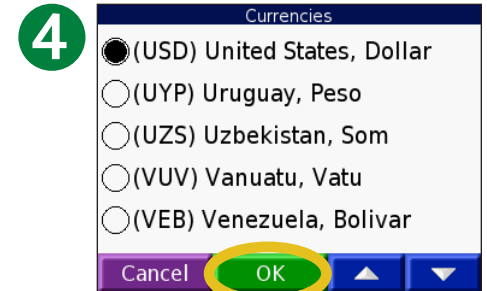 4
Currencies
(USD) United States, Dollar
(UYP) Uruguay, Peso
(UZS) Uzbekistan, Som
(VUV) Vanuatu, Vatu
(VEB) Venezuela, Bolivar
Cancel OK